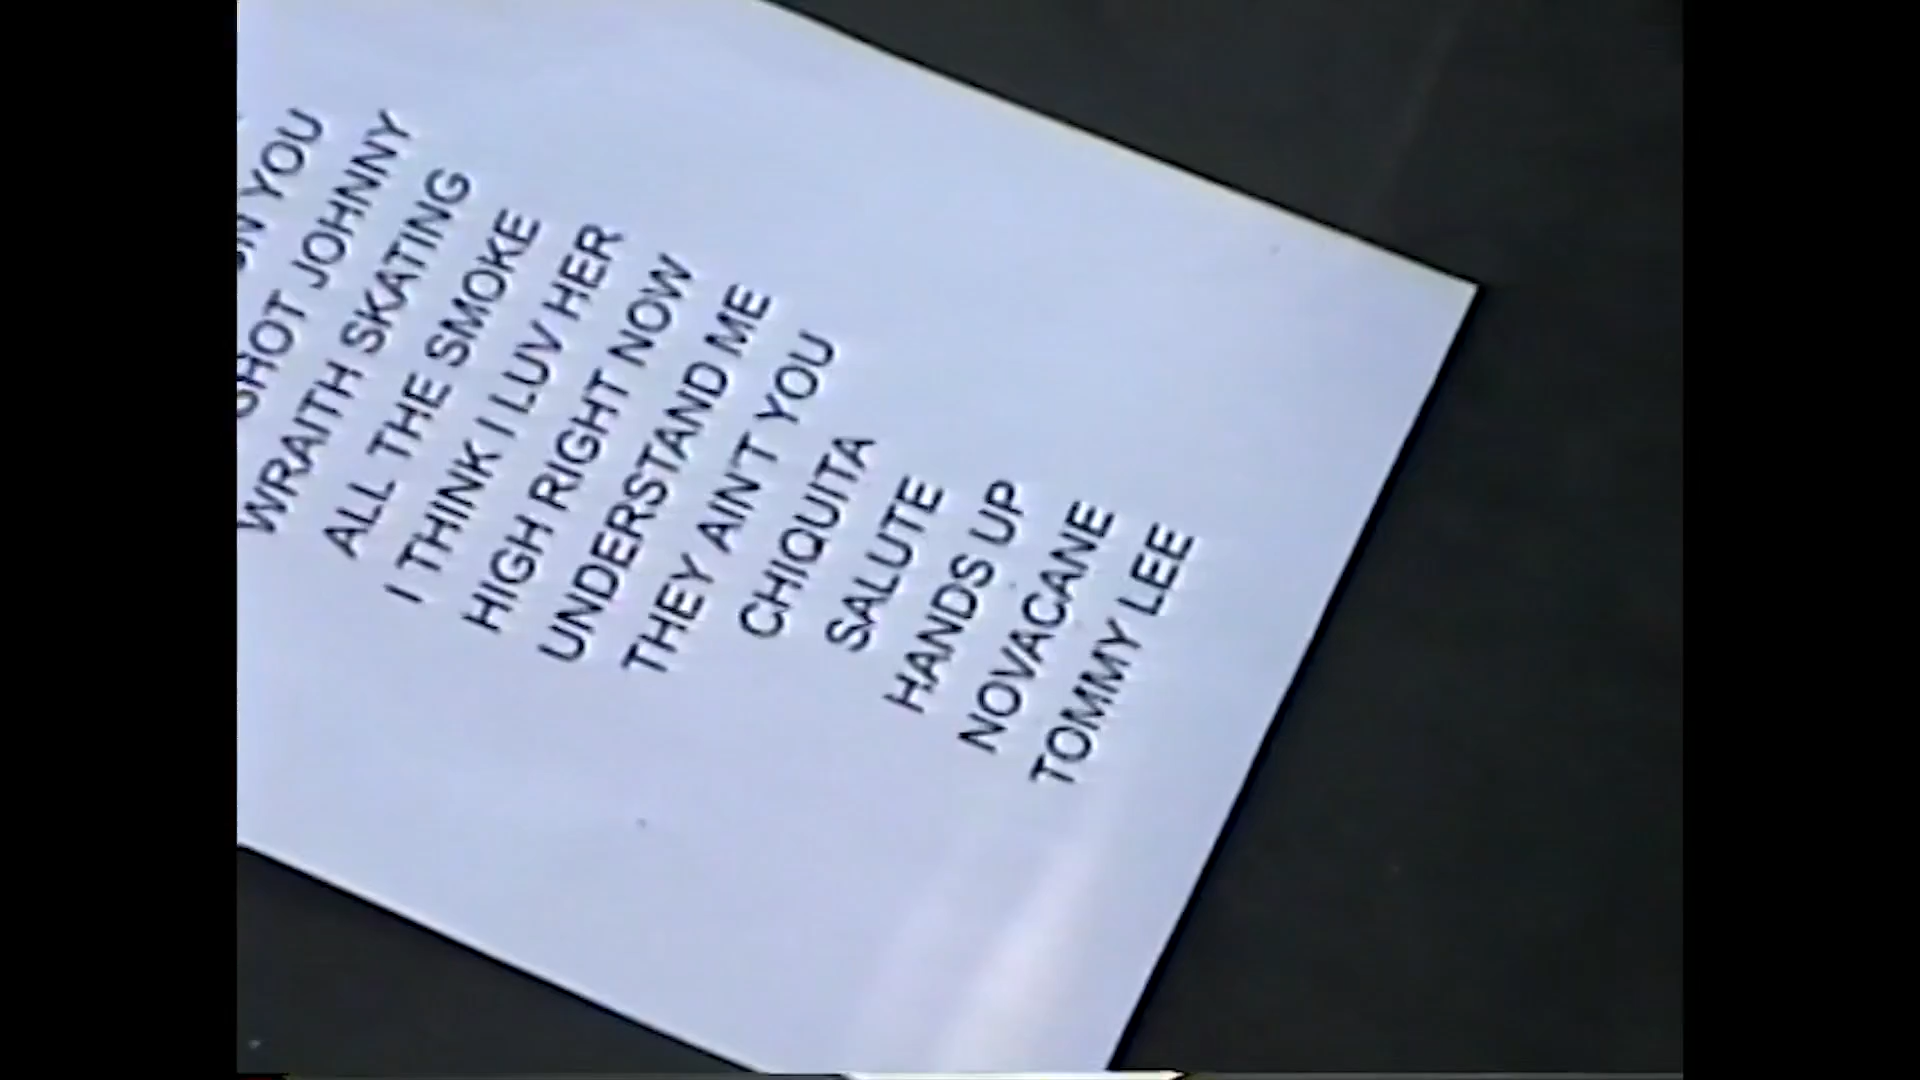 YOU
SHOT JOHNNY
WRAITH SKATING
ALL THE SMOKE
I THINK I LUV HER
HIGH RIGHT NOW
UNDERSTAND ME
THEY AIN'T YOU
CHIQUITA
SALUTE
HANDS UP
NOVACANE
TOMMY LEE